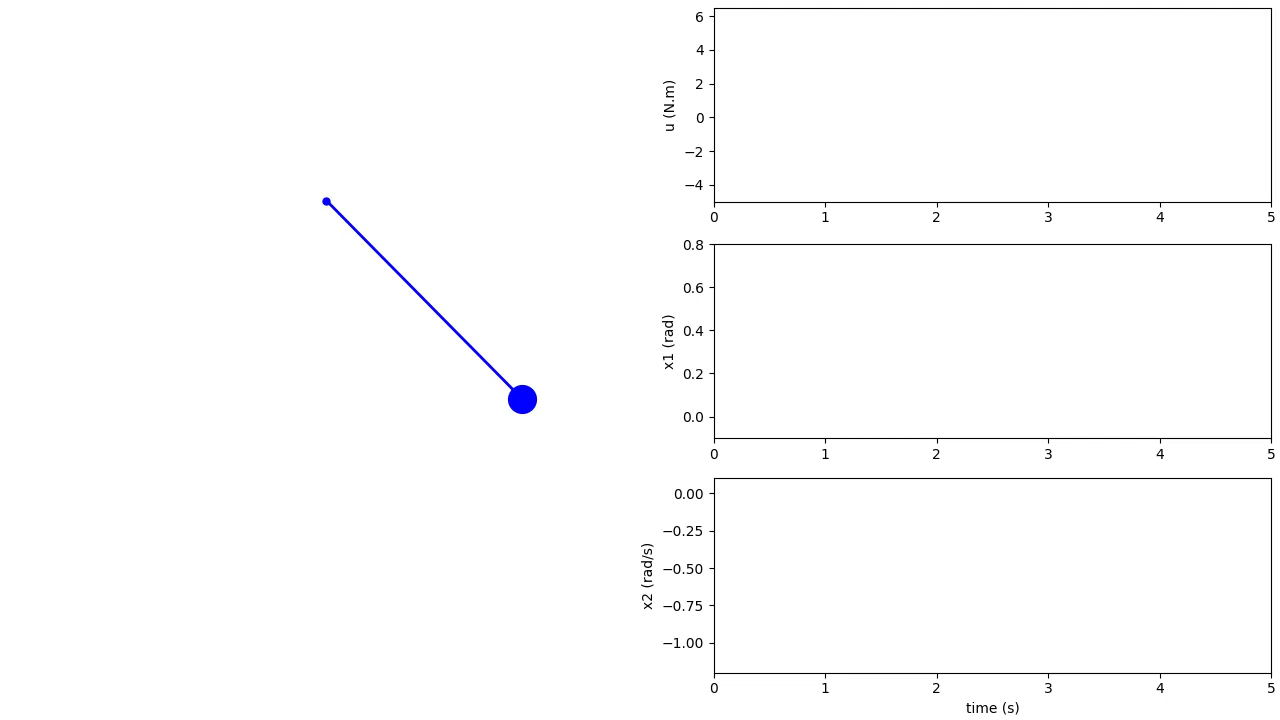 6
4
2
0
−2
−4
u (N.m)
0 1 2 3 4 5
0.8
0.6
0.4
0.2
0.0
x1 (rad)
0 1 2 3 4 5
0.00
−0.25
−0.50
−0.75
−1.00
x2 (rad/s)
0 1 2 3 4 5
time (s)